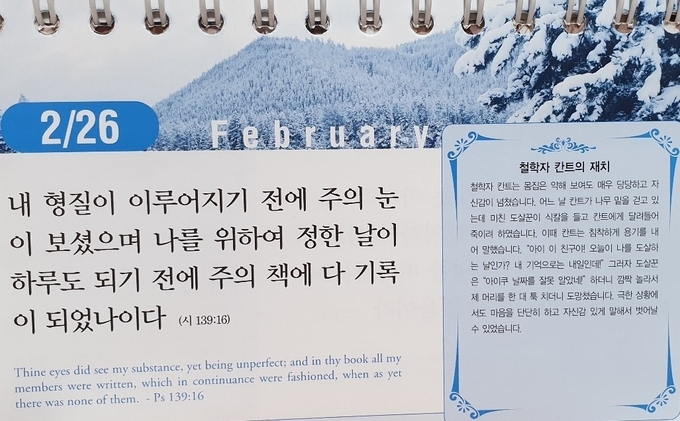 2/26
February
내 형질이 이루어지기 전에 주의 눈
이 보셨으며 나를 위하여 정한 날이
하루도 되기 전에 주의 책에 다 기록
이 되었나이다 (시 139:16)
Thine eyes did see my substance, yet being unperfect; and in thy book all my
members were written, which in continuance were fashioned, when as yet
there was none of them. - Ps 139:16
철학자 칸트의 재치
철학자 칸트는 몸집은 약해 보여도 매우 당당하고 자
신감이 넘쳤습니다. 어느 날 칸트가 나무 밑을 걷고 있
는데 미친 도살꾼이 식칼을 들고 칸트에게 달려들어
죽이려 하였습니다. 이때 칸트는 침착하게 용기를 내
어 말했습니다. "아이 이 친구야! 오늘이 나를 도살하
는 날인가? 내 기억으로는 내일인데!" 그러자 도살꾼
은 "아이쿠 날짜를 잘못 알았네!" 하더니 깜짝 놀라서
제 머리를 한 대 툭 치더니 도망쳤습니다. 극한 상황에
서도 마음을 단단히 하고 자신감 있게 말해서 벗어날
수 있었습니다.